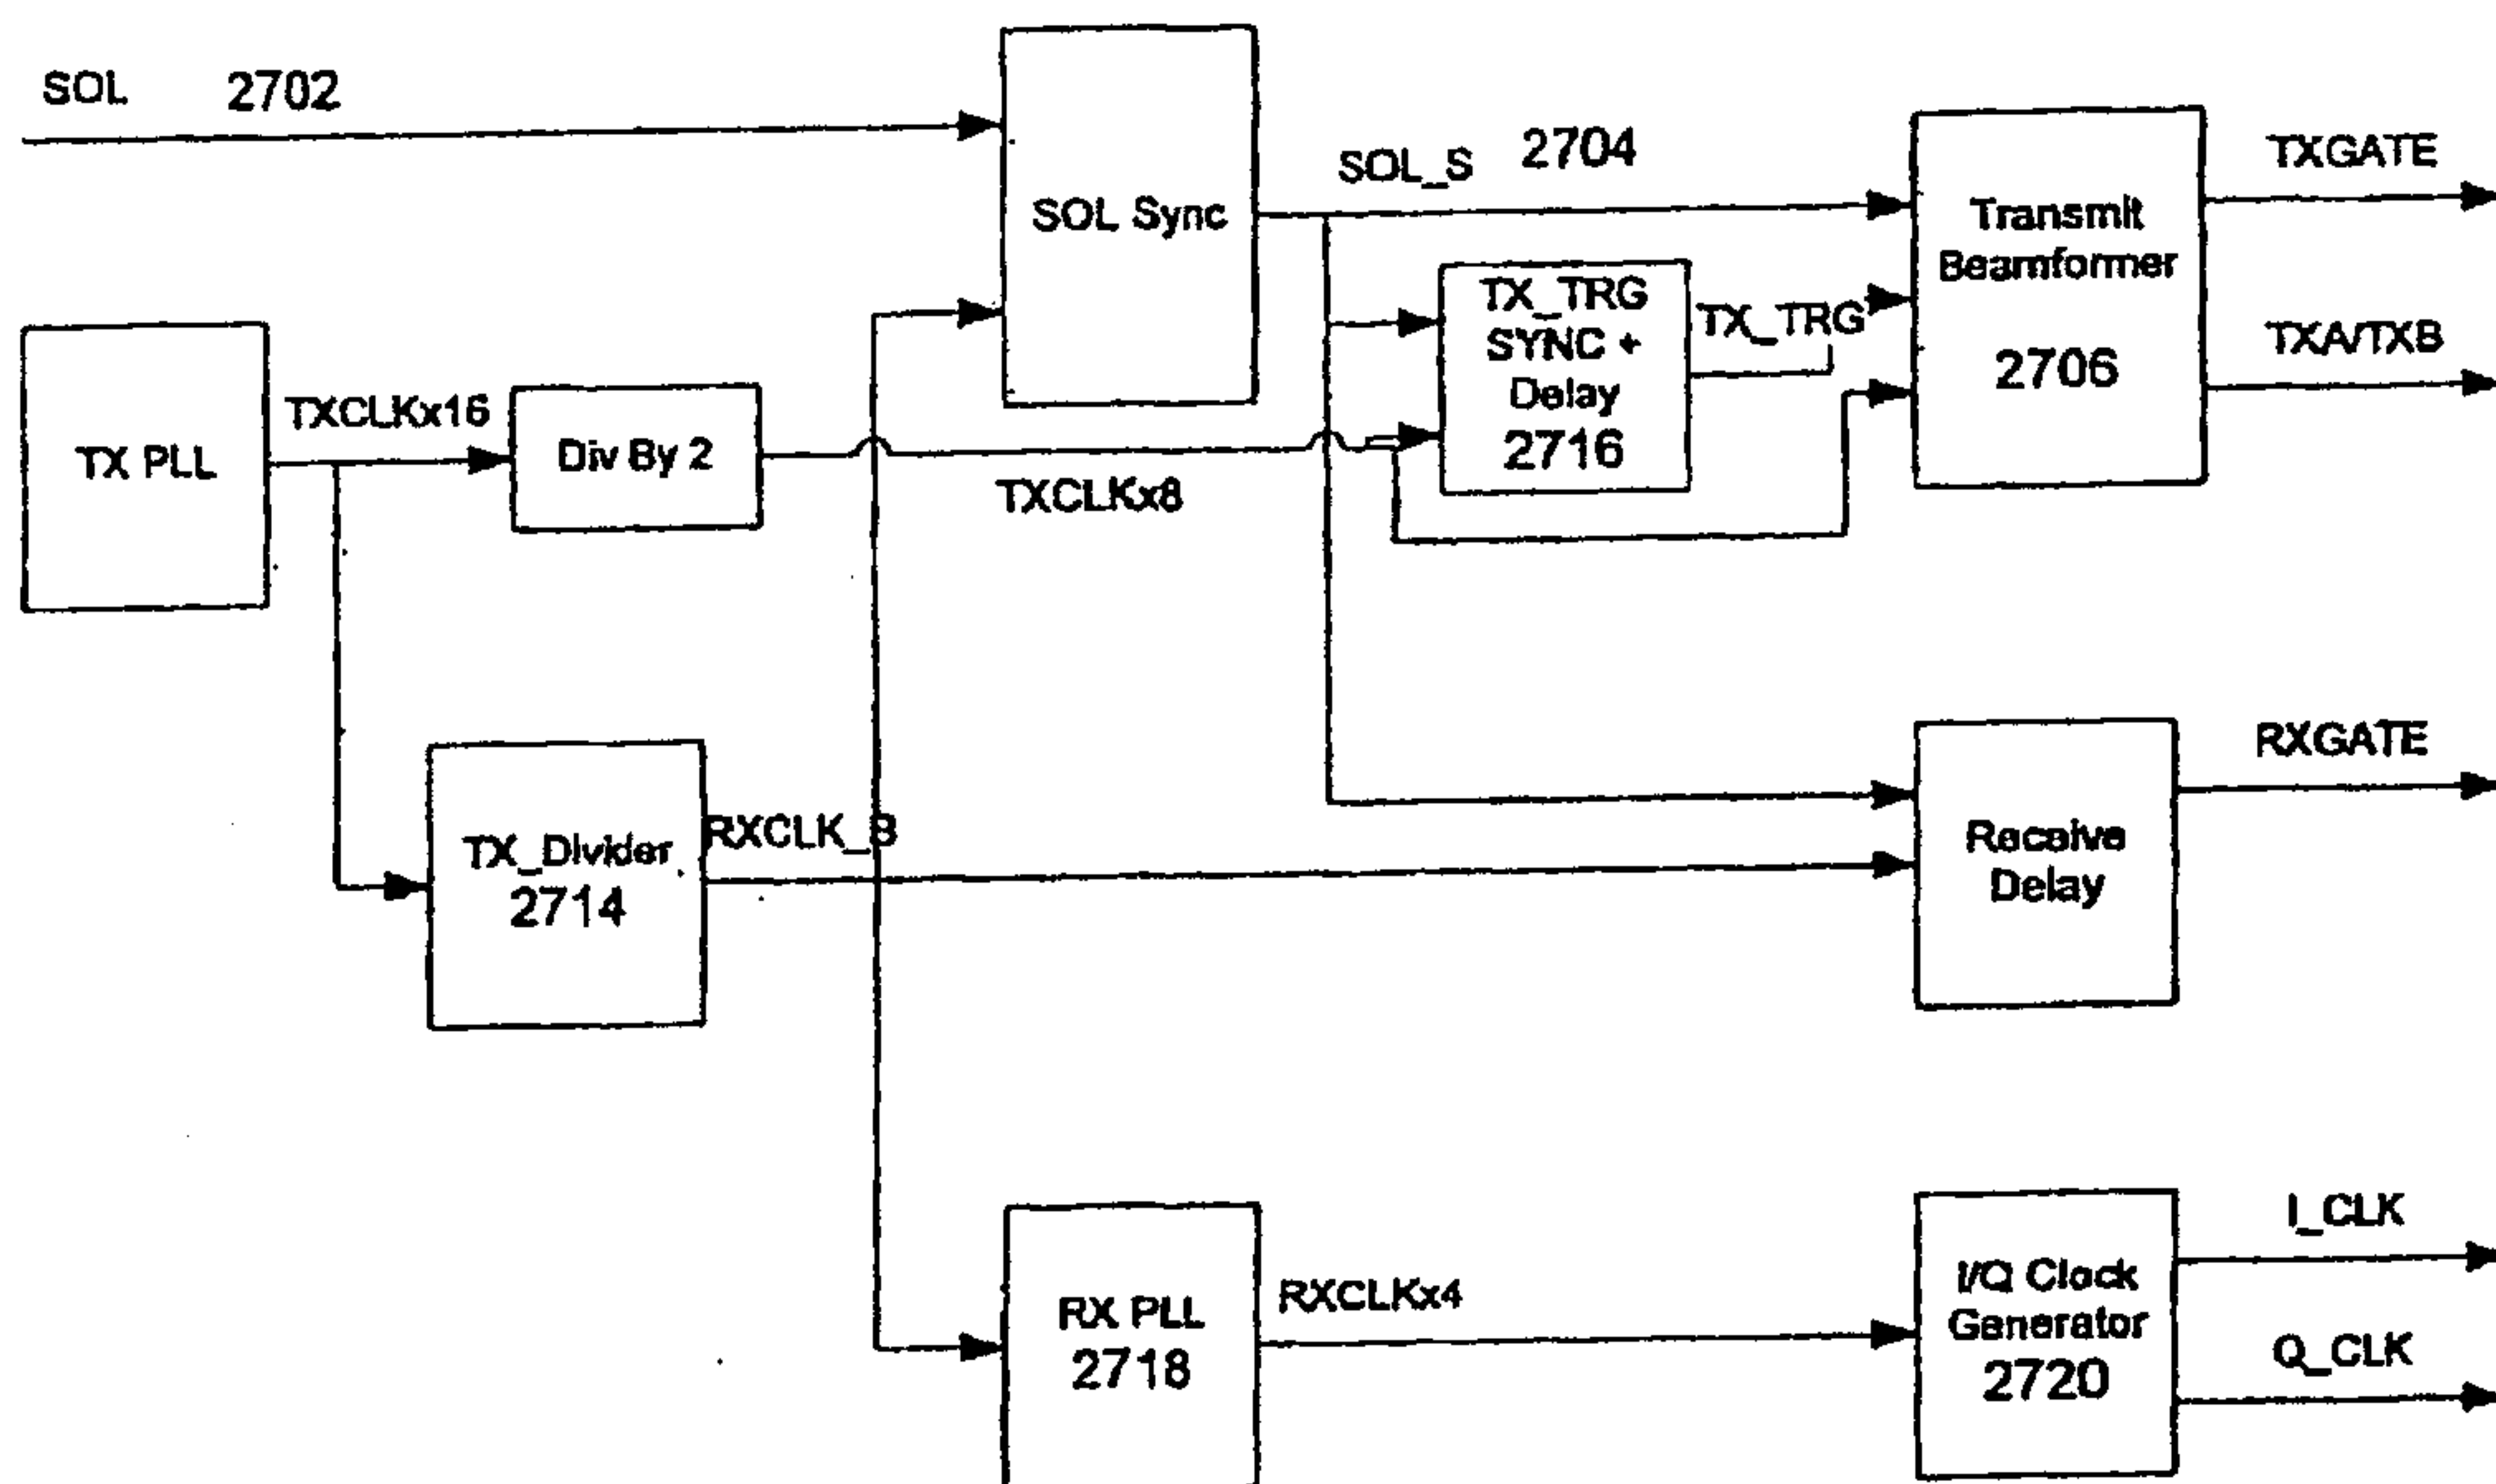 SOL 2702
SOL Sync
SOL_S 2704
Transmit
Beamformer
2706
TXGATE
TXA/TXB
TX_TRG
SYNC +
Delay
2716
TX_TRG
TX PLL
TXCLKx16
Div By 2
TXCLKx8
TX_Divider
2714
RXCLK_8
Receive
Delay
RXGATE
RX PLL
2718
RXCLKx4
I/Q Clock
Generator
2720
I_CLK
Q_CLK